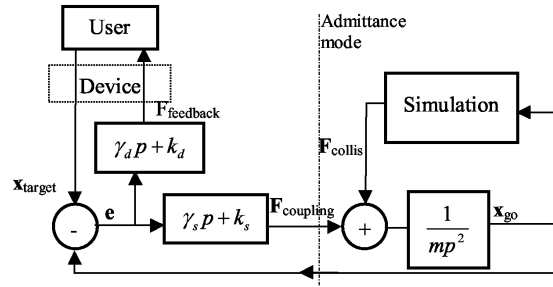 User
Admittance
mode
Device
Simulation
F_feedback
F_collis
γ_d p + k_d
x_target
e
γ_s p + k_s
F_coupling
x_go
-
+
1
mp²